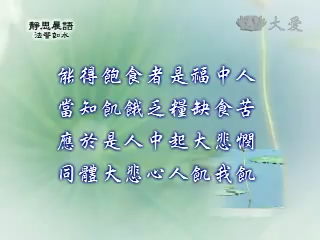 靜思晨語
法譬如水
大愛
能得飽食者是福中人
當知飢餓乏糧缺食苦
應於是人中起大悲憫
同體大悲心人飢我飢